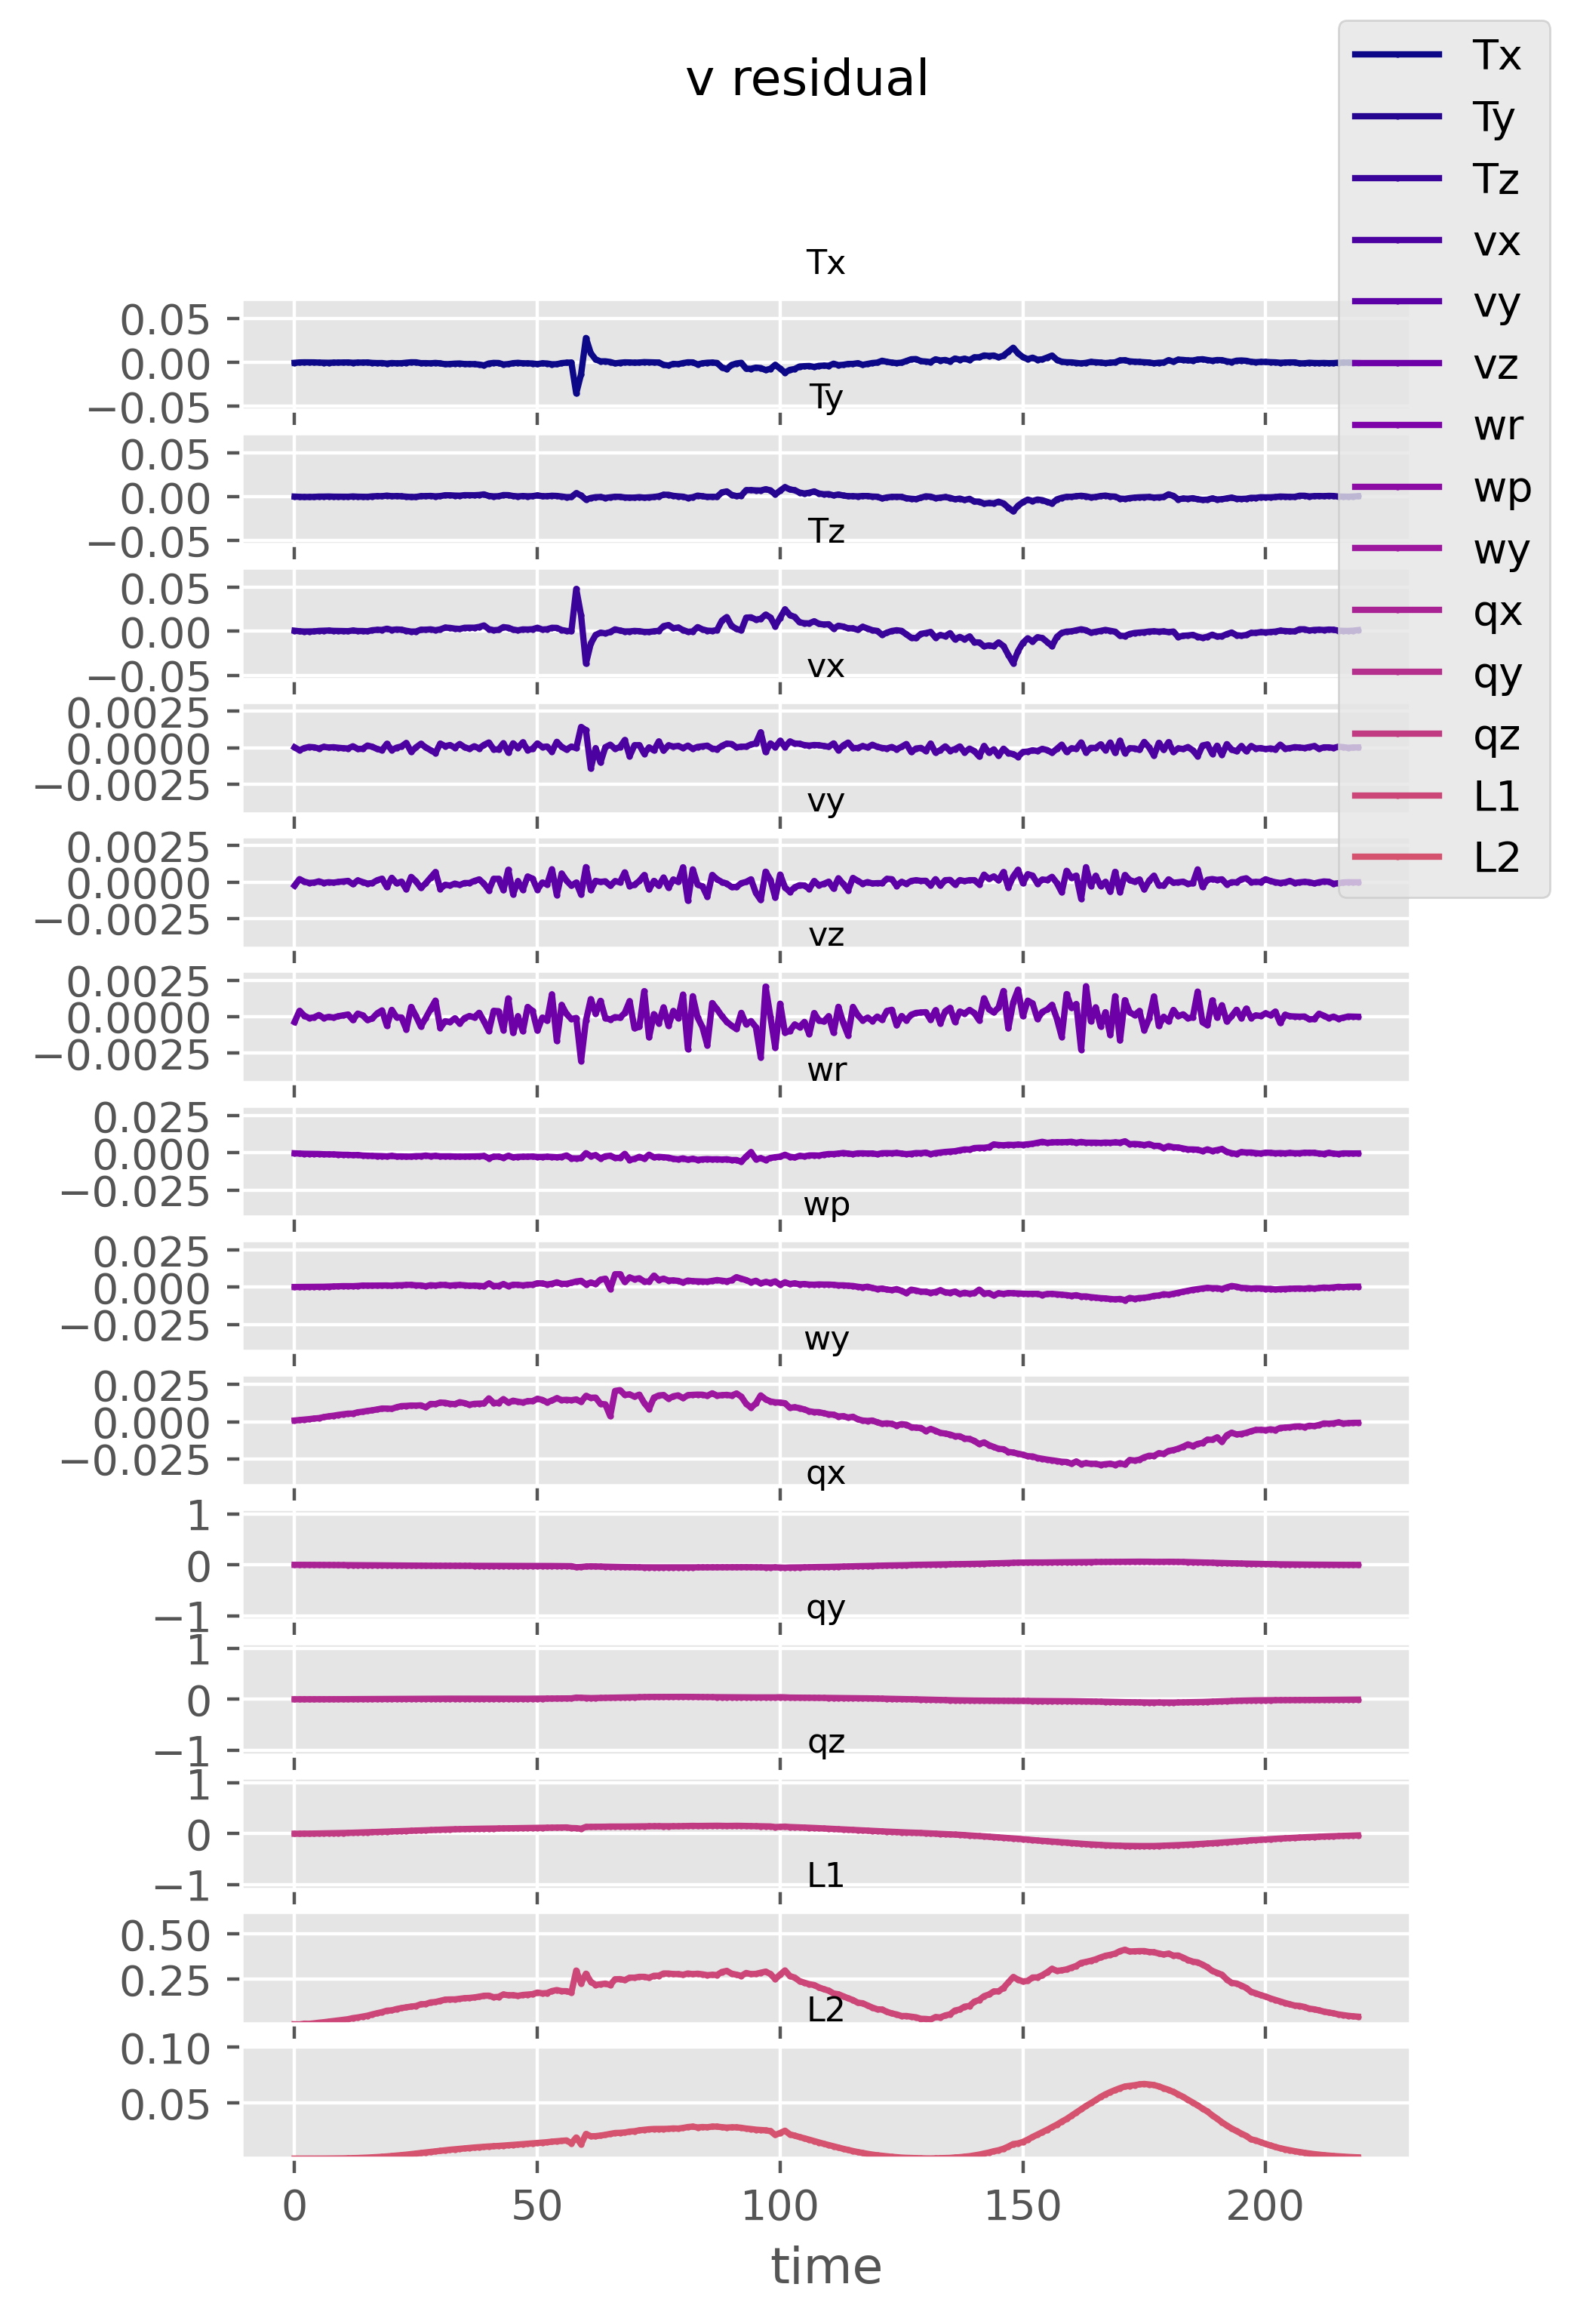 v residual
Tx
Ty
Tz
vx
vy
vz
wr
wp
wy
qx
qy
qz
L1
L2
Tx
0.05
0.00
−0.05
Ty
0.05
0.00
−0.05
Tz
0.05
0.00
−0.05
vx
0.0025
0.0000
−0.0025
vy
0.0025
0.0000
−0.0025
vz
0.0025
0.0000
−0.0025
wr
0.025
0.000
−0.025
wp
0.025
0.000
−0.025
wy
0.025
0.000
−0.025
qx
1
0
−1
qy
1
0
−1
qz
1
0
−1
L1
0.50
0.25
L2
0.10
0.05
0 50 100 150 200
time